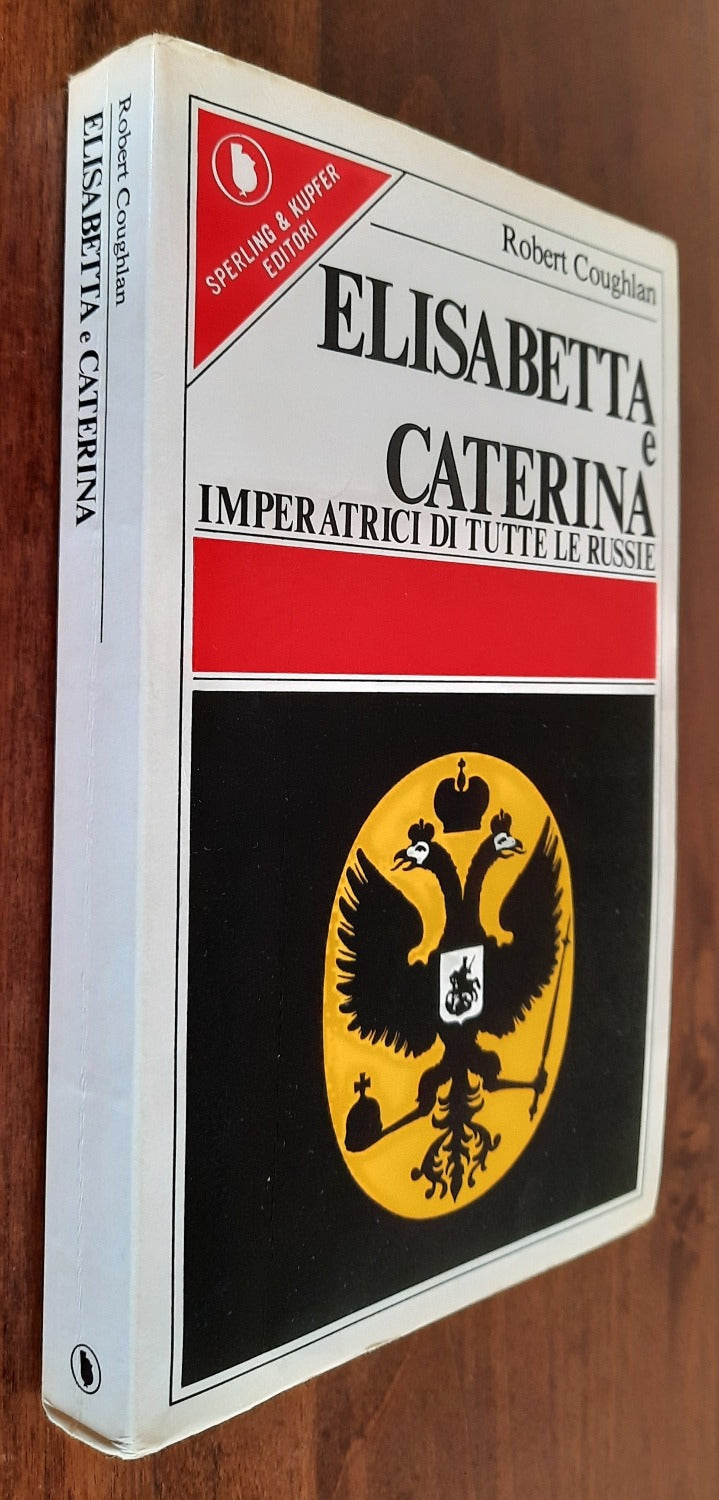 Robert Coughlan
ELISABETTA e CATERINA
SPERLING & KUPFER
EDITORI
Robert Coughlan
ELISABETTA
e
CATERINA
IMPERATRICI DI TUTTE LE RUSSIE